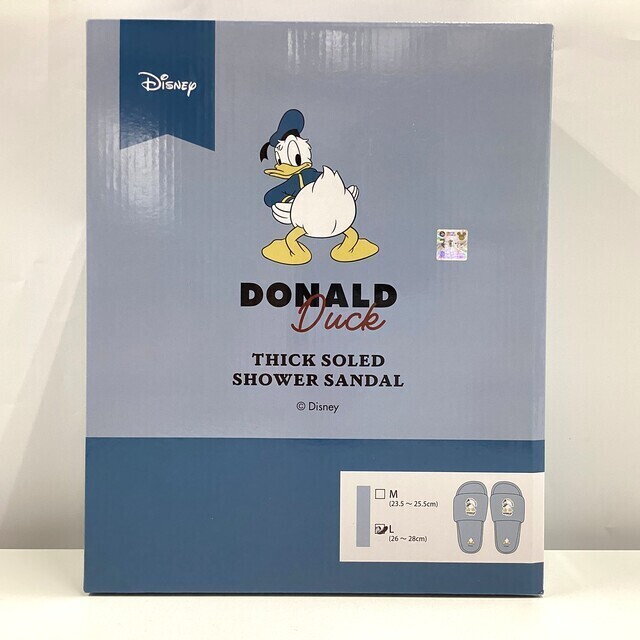 Disney
DONALD
Duck
THICK SOLED
SHOWER SANDAL
© Disney
M
(23.5 ～ 25.5cm)
L
(26 ～ 28cm)